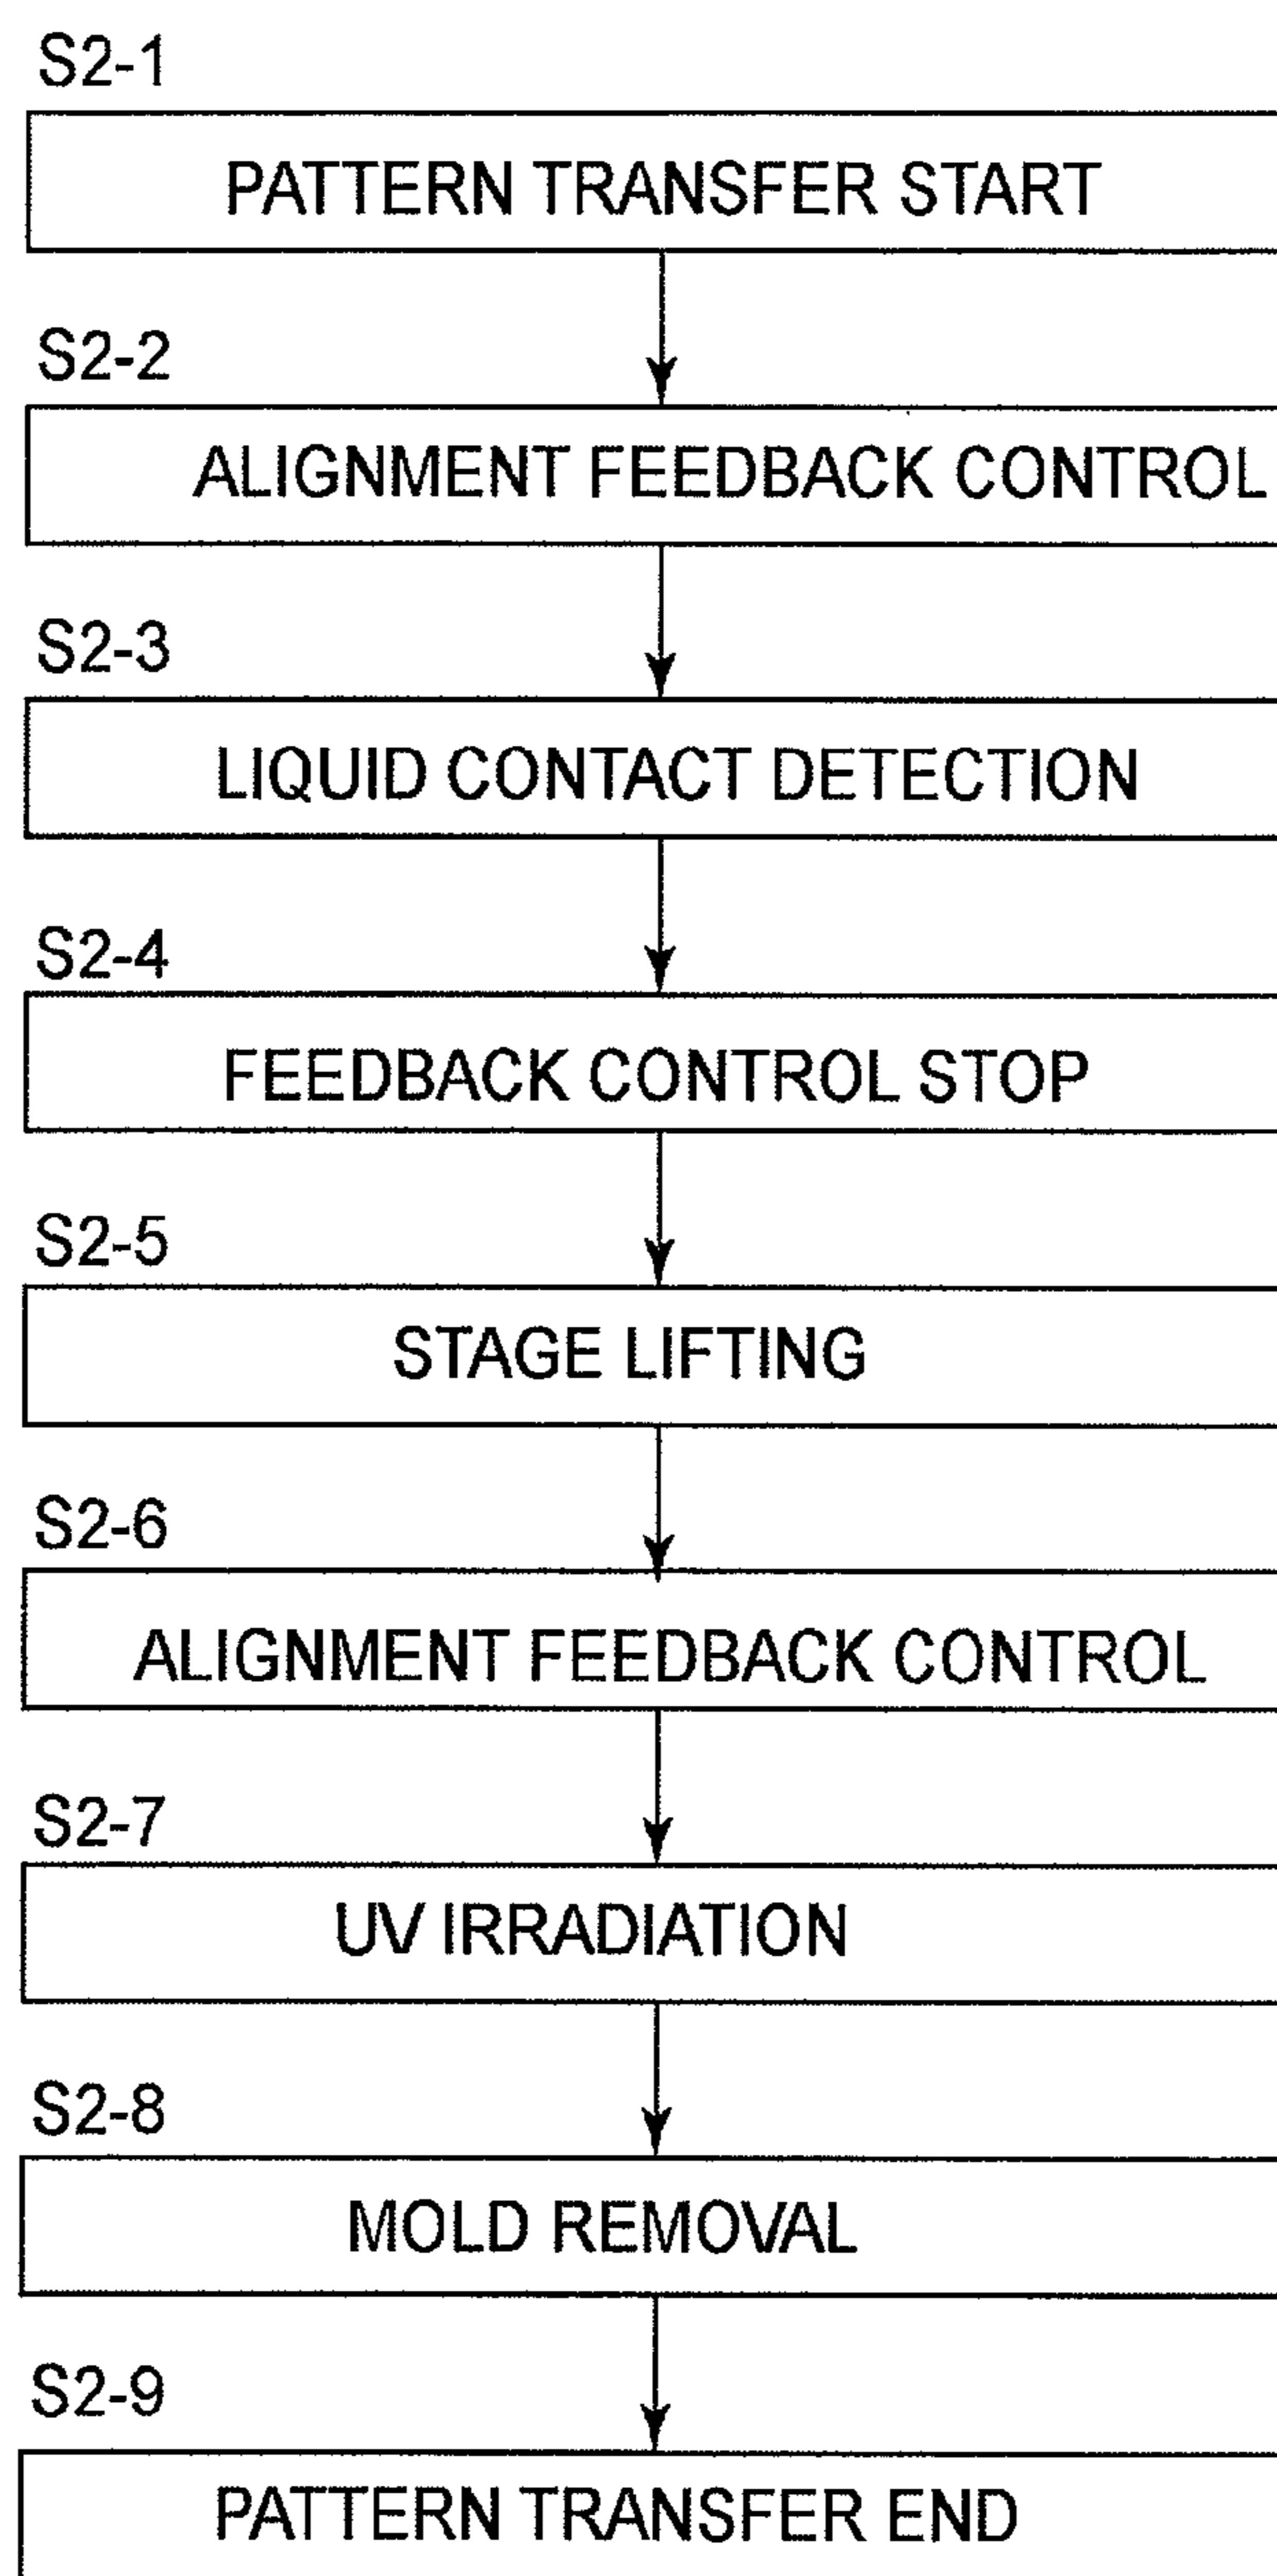 S2-1
PATTERN TRANSFER START
S2-2
ALIGNMENT FEEDBACK CONTROL
S2-3
LIQUID CONTACT DETECTION
S2-4
FEEDBACK CONTROL STOP
S2-5
STAGE LIFTING
S2-6
ALIGNMENT FEEDBACK CONTROL
S2-7
UV IRRADIATION
S2-8
MOLD REMOVAL
S2-9
PATTERN TRANSFER END